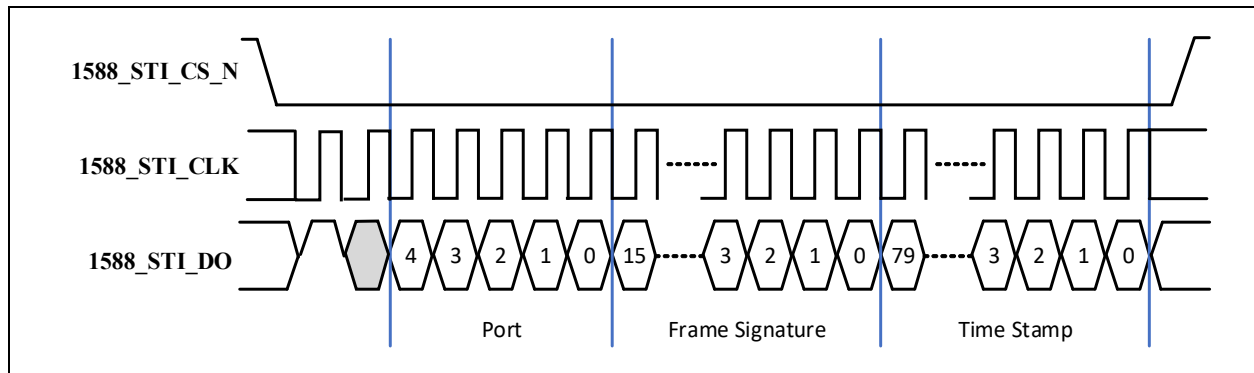 1588_STI_CS_N
1588_STI_CLK
1588_STI_DO
4 3 2 1 0 15 3 2 1 0 79 3 2 1 0
Port Frame Signature Time Stamp